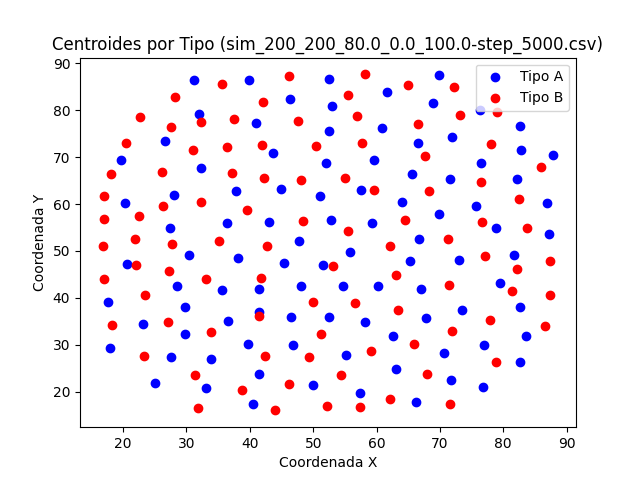 Centroides por Tipo (sim_200_200_80.0_0.0_100.0-step_5000.csv)
Tipo A
Tipo B
90
80
70
60
50
40
30
20
Coordenada Y
20 30 40 50 60 70 80 90
Coordenada X